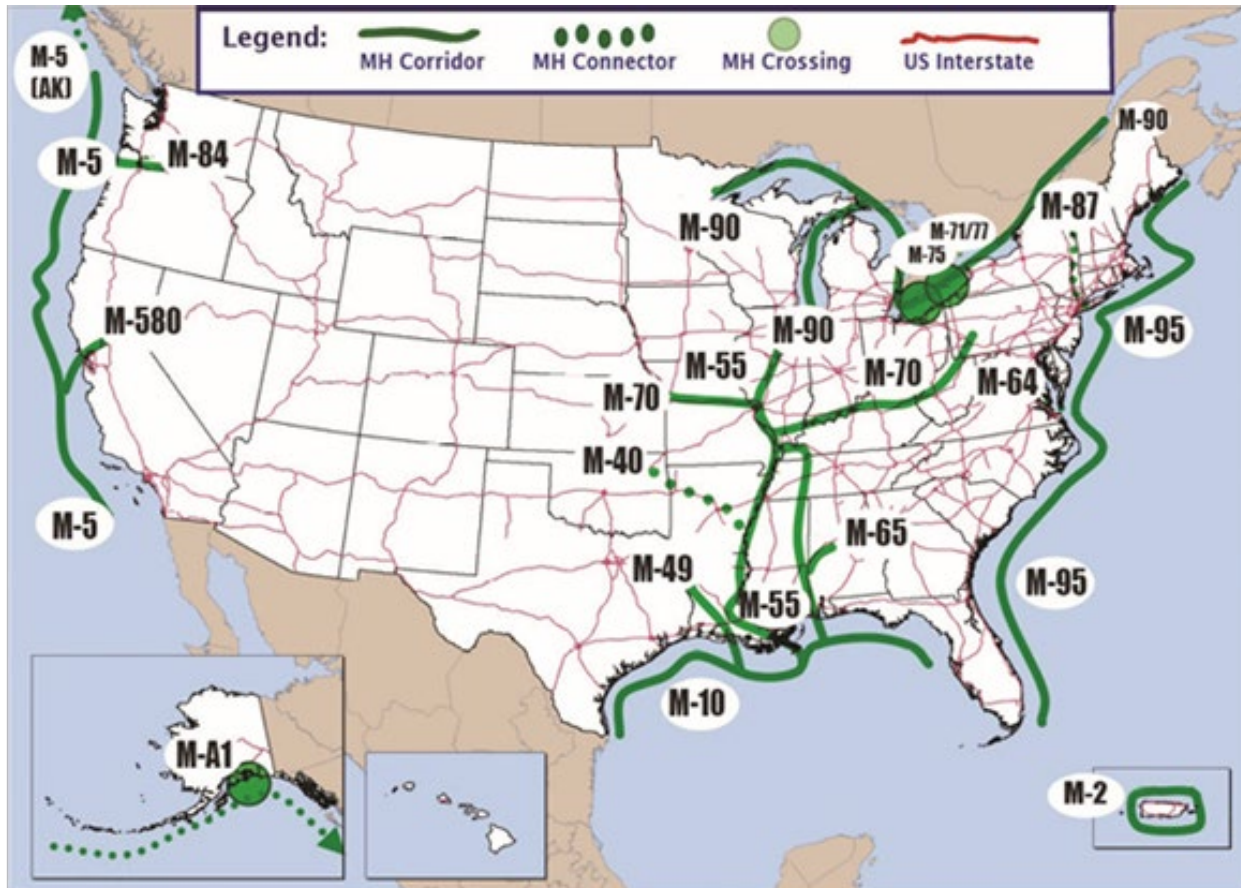 Legend:
MH Corridor
MH Connector
MH Crossing
US Interstate
M-5
(AK)
M-90
M-5
M-84
M-87
M-90
M-71/77
M-75
M-580
M-90
M-95
M-55
M-70
M-64
M-70
M-40
M-65
M-49
M-95
M-55
M-5
M-10
M-A1
M-2